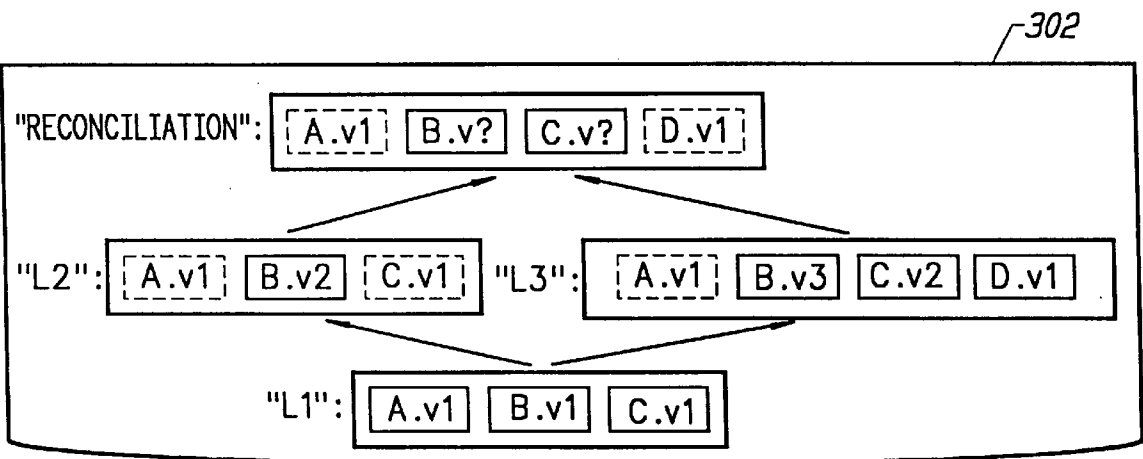 302
"RECONCILIATION": A.v1 B.v? C.v? D.v1
"L2": A.v1 B.v2 C.v1 "L3": A.v1 B.v3 C.v2 D.v1
"L1": A.v1 B.v1 C.v1